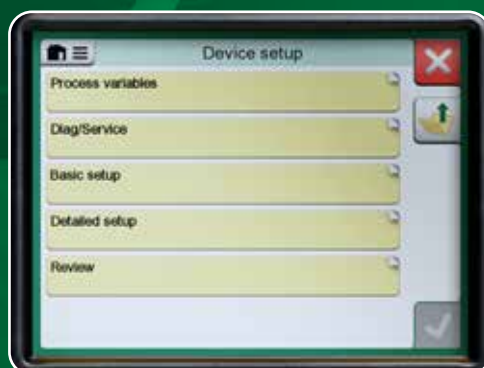 Device setup
Process variables
Diag/Service
Basic setup
Detailed setup
Review